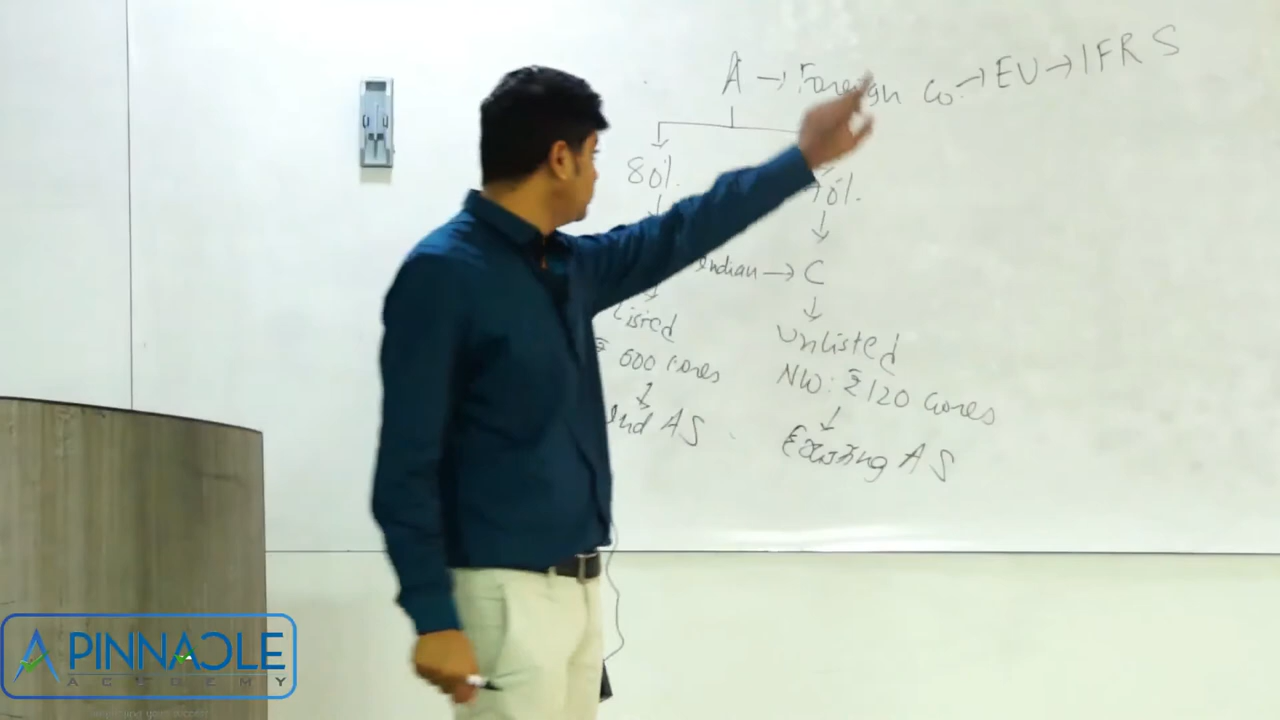 A → Foreign Co. → EU → IFRS
80%.
Indian → C
listed
Unlisted
₹ 600 crores
NW: ₹120 crores
Ind AS
Existing AS
PINNACLE
ACADEMY